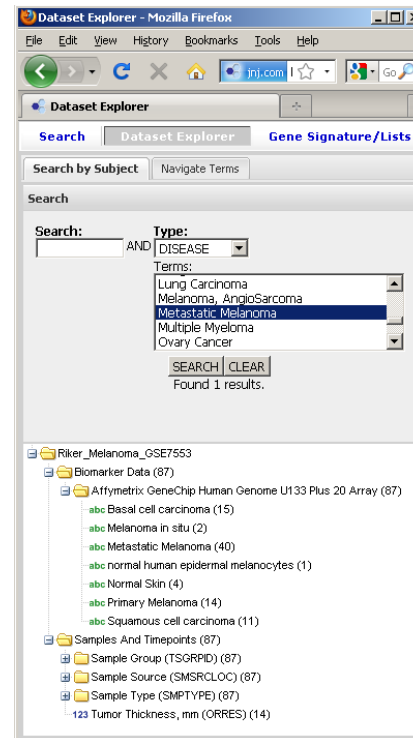 Dataset Explorer - Mozilla Firefox
File Edit View History Bookmarks Tools Help
jnj.com Go
Dataset Explorer
Search Dataset Explorer Gene Signature/Lists
Search by Subject Navigate Terms
Search
Search: Type:
AND DISEASE
Terms:
Lung Carcinoma
Melanoma, AngioSarcoma
Metastatic Melanoma
Multiple Myeloma
Ovary Cancer
SEARCH CLEAR
Found 1 results.
Riker_Melanoma_GSE7553
Biomarker Data (87)
Affymetrix GeneChip Human Genome U133 Plus 20 Array (87)
abc Basal cell carcinoma (15)
abc Melanoma in situ (2)
abc Metastatic Melanoma (40)
abc normal human epidermal melanocytes (1)
abc Normal Skin (4)
abc Primary Melanoma (14)
abc Squamous cell carcinoma (11)
Samples And Timepoints (87)
Sample Group (TSGRPID) (87)
Sample Source (SMSRCLOC) (87)
Sample Type (SMPTYPE) (87)
123 Tumor Thickness, mm (ORRES) (14)